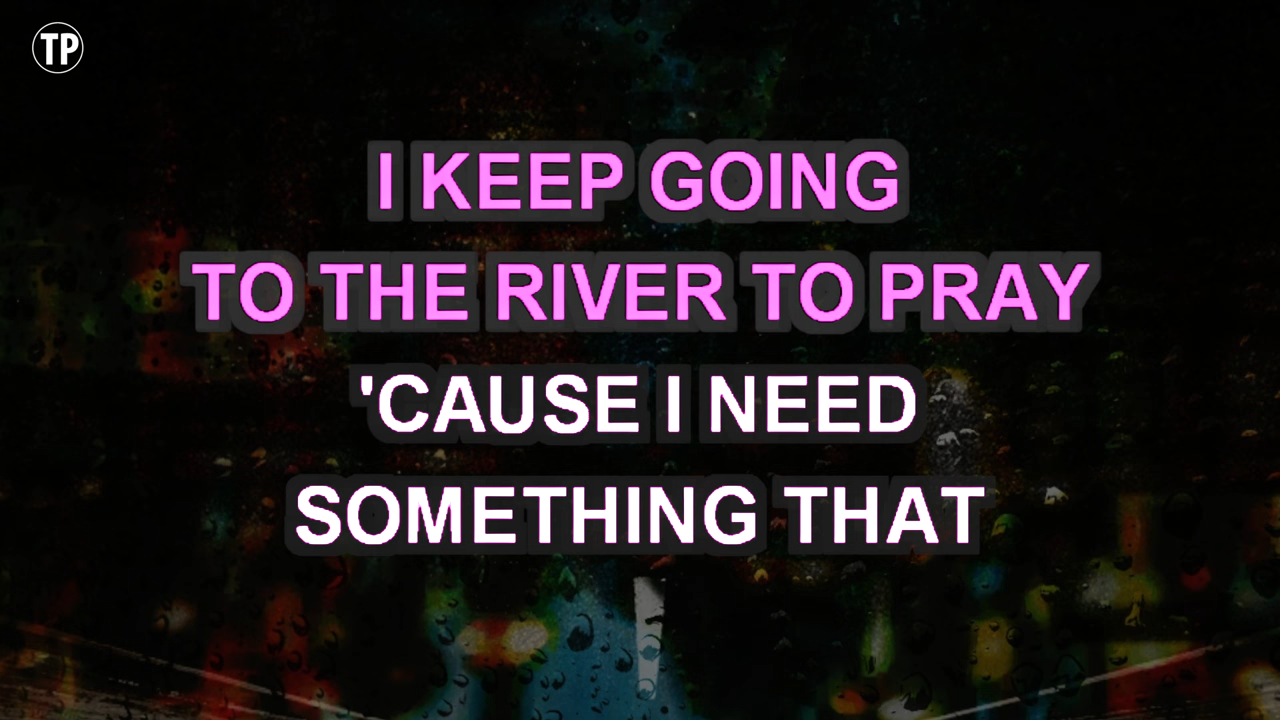 TP
I KEEP GOING
TO THE RIVER TO PRAY
'CAUSE I NEED
SOMETHING THAT